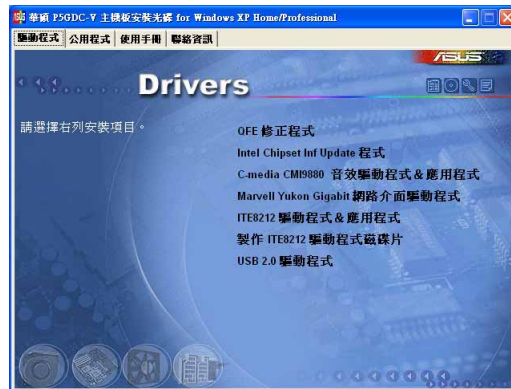 華碩 P5GDC-V 主機板安裝光碟 for Windows XP Home/Professional
驅動程式 公用程式 使用手冊 聯絡資訊
ASUS
Drivers
請選擇右列安裝項目。
QFE 修正程式
Intel Chipset Inf Update 程式
C-media CMI9880 音效驅動程式&應用程式
Marvell Yukon Gigabit 網路介面驅動程式
ITE8212 驅動程式&應用程式
製作 ITE8212 驅動程式磁碟片
USB 2.0 驅動程式